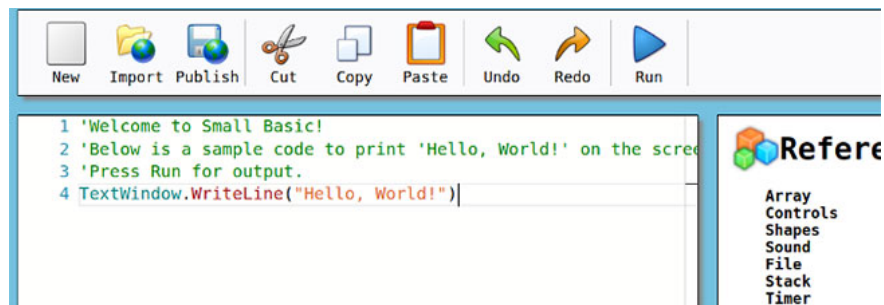 New Import Publish Cut Copy Paste Undo Redo Run
1 'Welcome to Small Basic!
2 'Below is a sample code to print 'Hello, World!' on the
3 'Press Run for output.
4 TextWindow.WriteLine("Hello, World!")
Array
Controls
Shapes
Sound
File
Stack
Timer